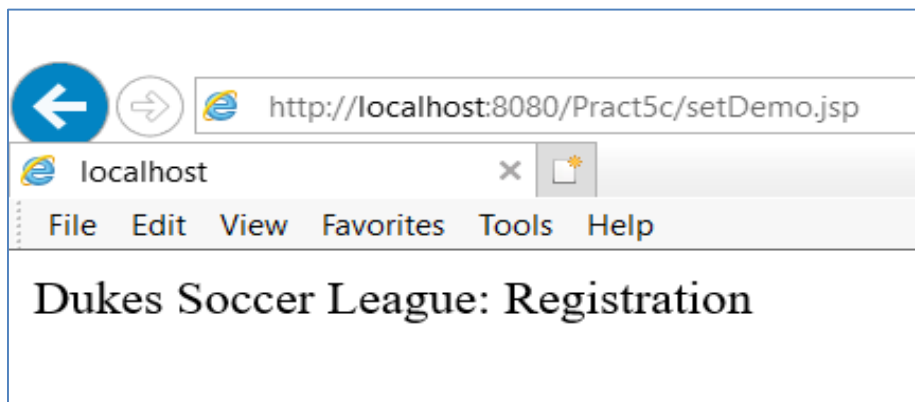 http://localhost:8080/Pract5c/setDemo.jsp
localhost
File Edit View Favorites Tools Help
Dukes Soccer League: Registration